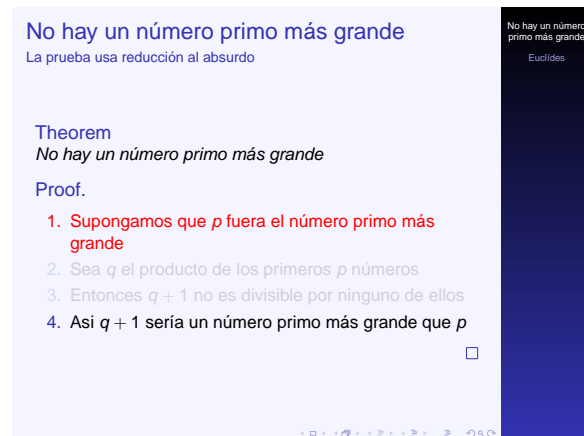 No hay un número primo más grande
La prueba usa reducción al absurdo
Theorem
No hay un número primo más grande
Proof.
1. Supongamos que p fuera el número primo más
grande
2. Sea q el producto de los primeros p números
3. Entonces q + 1 no es divisible por ninguno de ellos
4. Asi q + 1 sería un número primo más grande que p
No hay un número
primo más grande
Euclides